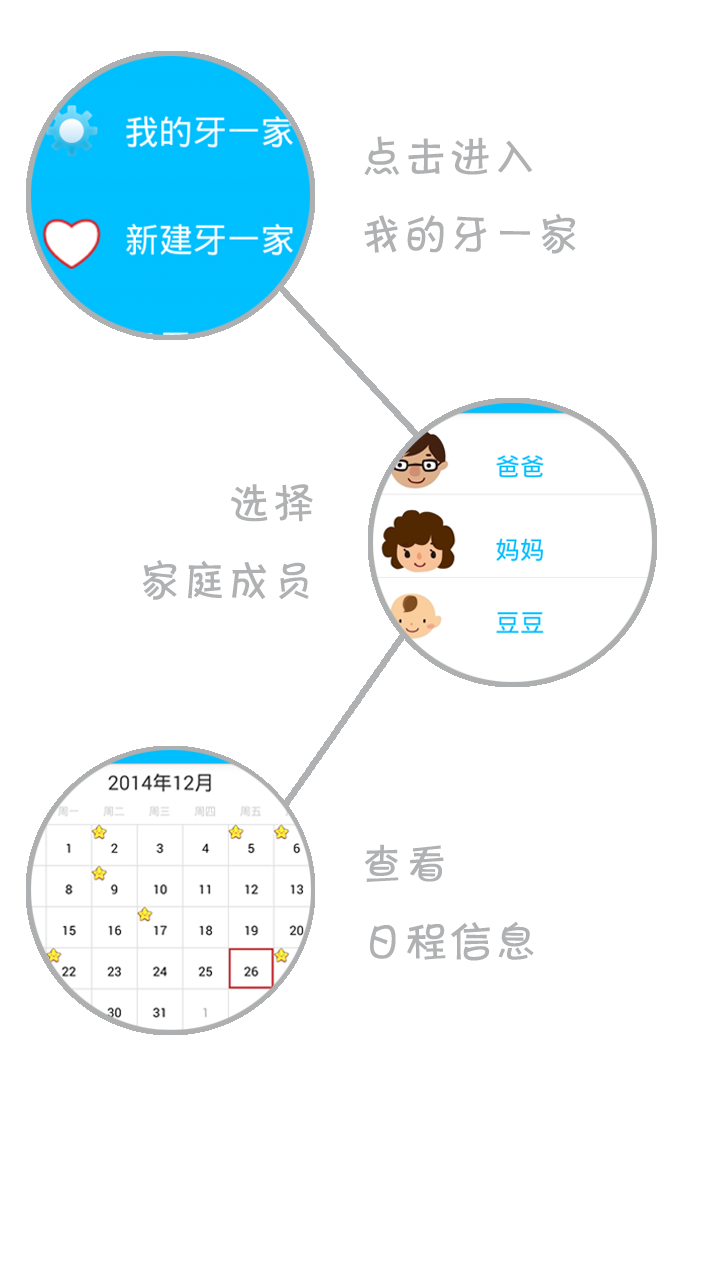 我的牙一家
新建牙一家
点击进入
我的牙一家
爸爸
妈妈
豆豆
选择
家庭成员
2014年12月
周一 周二 周三 周四 周五
1 2 3 4 5 6
8 9 10 11 12 13
15 16 17 18 19 20
22 23 24 25 26
30 31 1
查看
日程信息